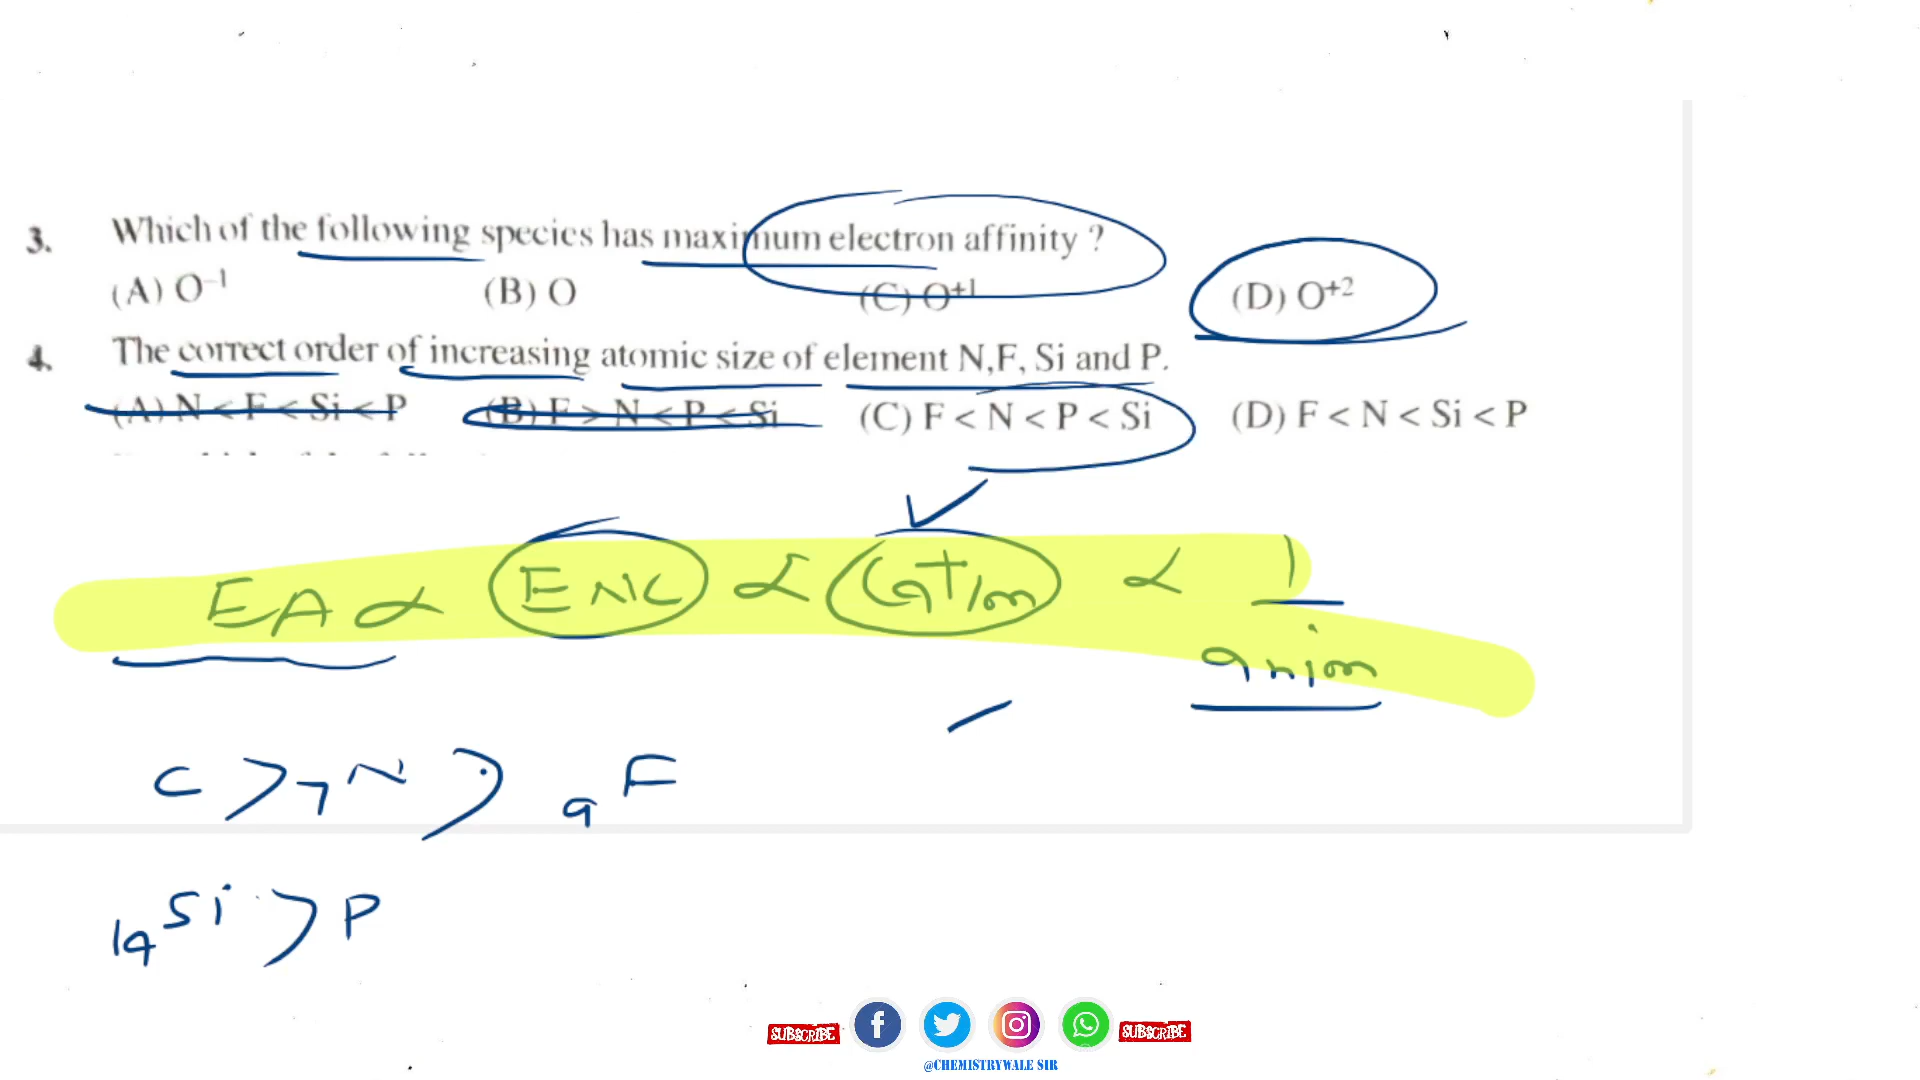 3. Which of the following species has maximum electron affinity ?
(A) O⁻¹ (B) O (C) O⁺¹ (D) O⁺²
4. The correct order of increasing atomic size of element N,F, Si and P.
(A) N < F < Si < P (B) F > N < P < Si (C) F < N < P < Si (D) F < N < Si < P
EA ∝ ENC ∝ Cation ∝ 1
anion
C > ₇N > ₉F
₁₄Si > P
SUBSCRIBE SUBSCRIBE
@CHEMISTRYWALE SIR